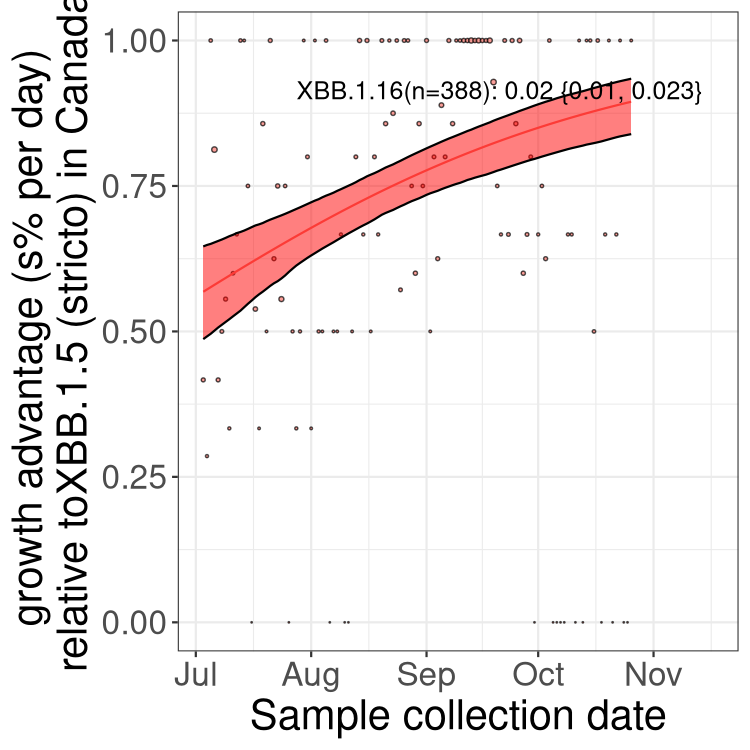 growth advantage (s% per day)
relative toXBB.1.5 (stricto) in Canada
1.00
XBB.1.16(n=388): 0.02 {0.01, 0.023}
0.75
0.50
0.25
0.00
Jul Aug Sep Oct Nov
Sample collection date